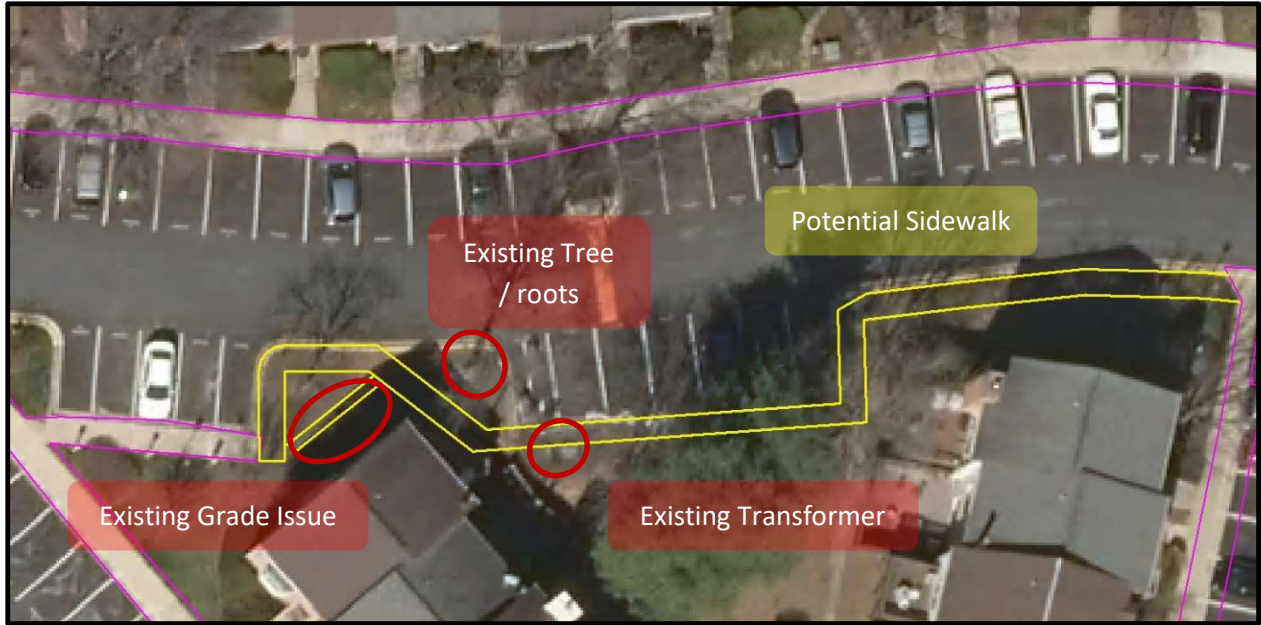 Potential Sidewalk
Existing Tree
/ roots
Existing Grade Issue
Existing Transformer